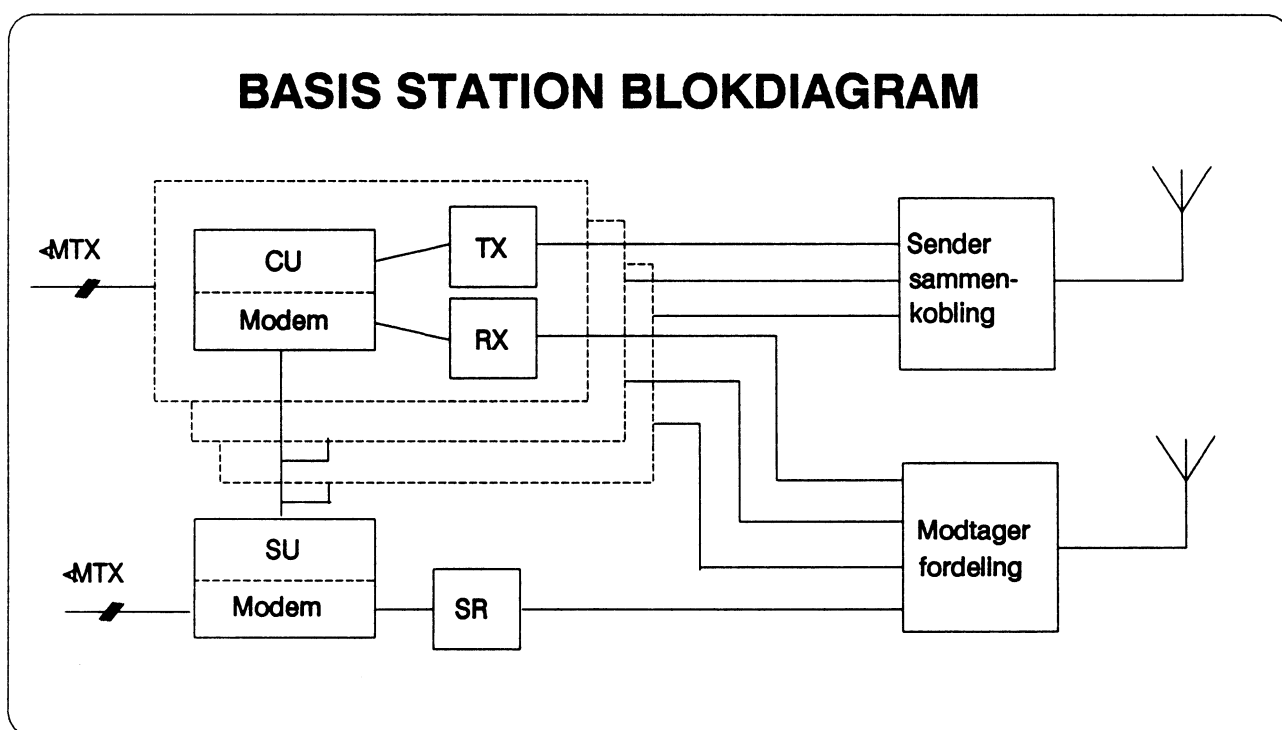 BASIS STATION BLOKDIAGRAM
MTX
CU
Modem
TX
RX
Sender
sammen-
kobling
MTX
SU
Modem
SR
Modtager
fordeling